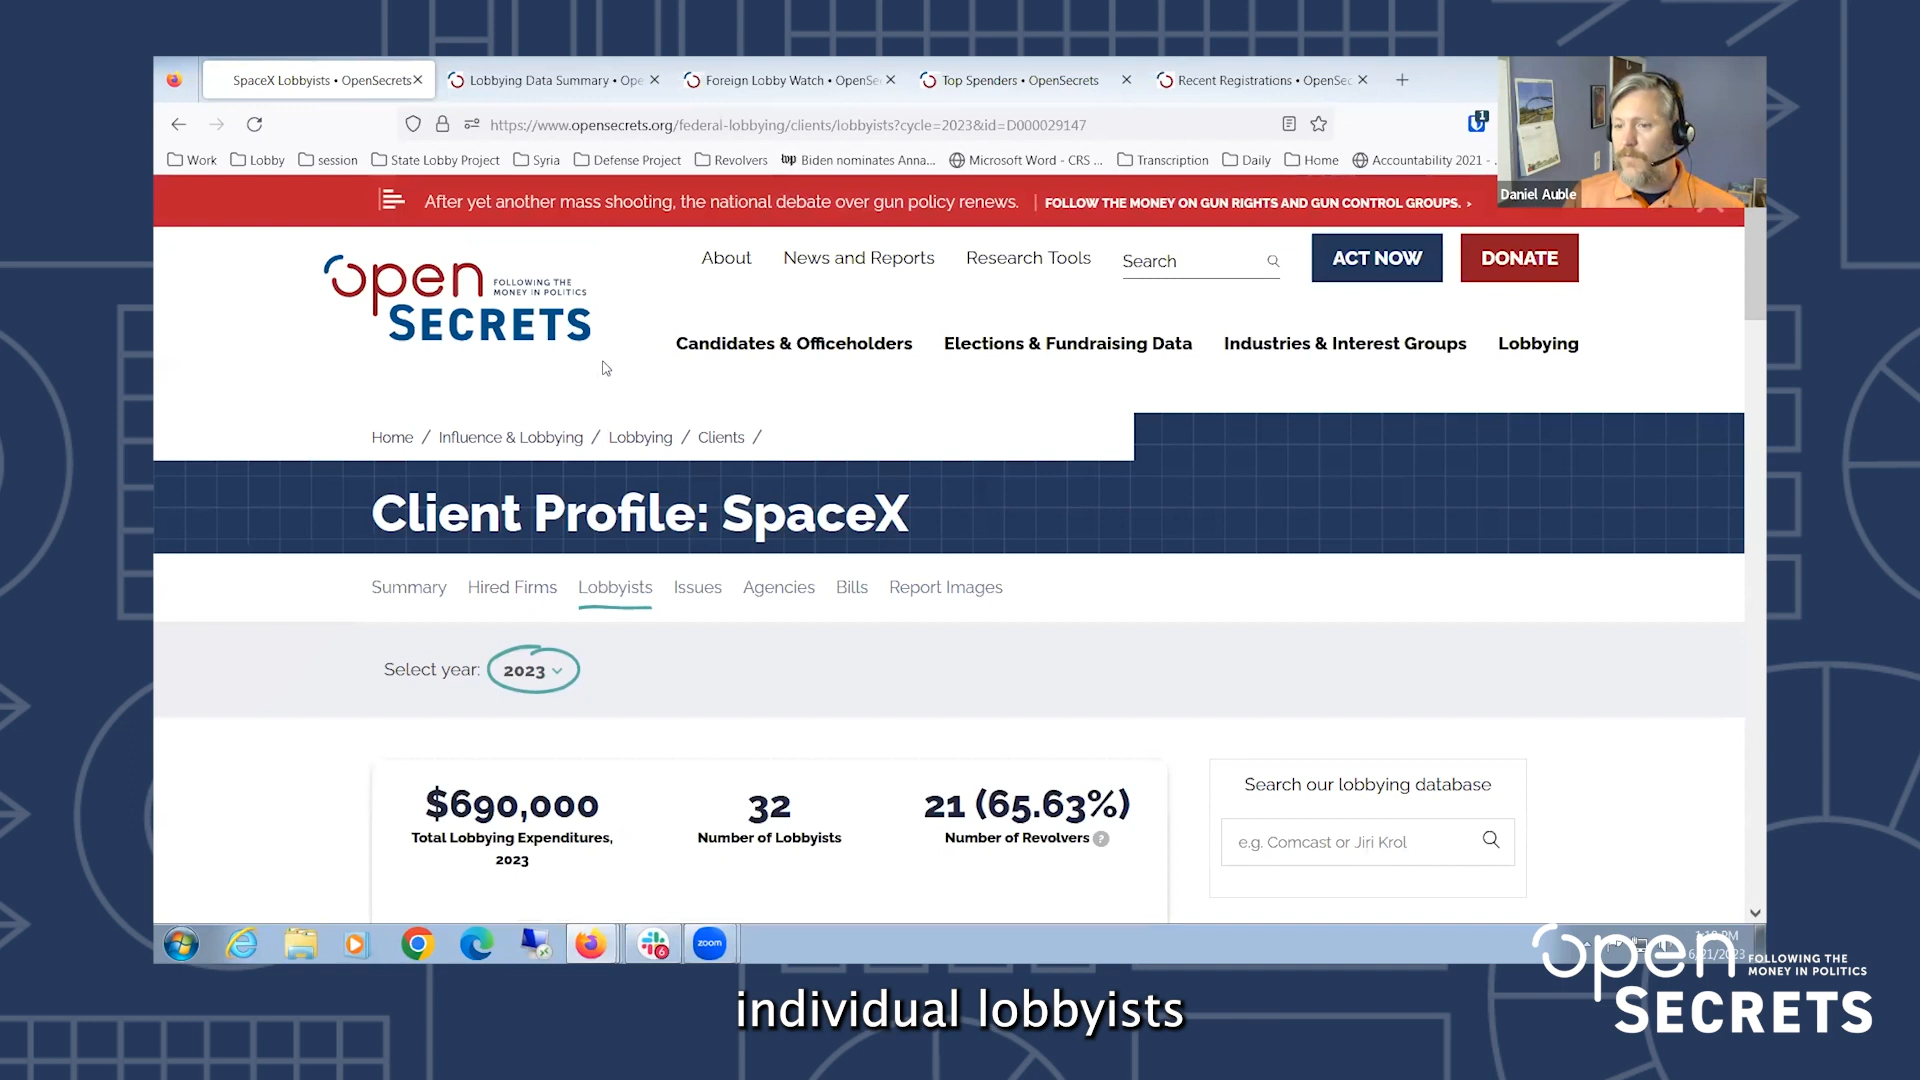 SpaceX Lobbyists • OpenSecrets
Lobbying Data Summary • Ope
Foreign Lobby Watch • OpenSe
Top Spenders • OpenSecrets
Recent Registrations • OpenSec
https://www.opensecrets.org/federal-lobbying/clients/lobbyists?cycle=2023&id=D000029147
1
Work
Lobby
session
State Lobby Project
Syria
Defense Project
Revolvers
top Biden nominates Anna...
Microsoft Word - CRS ...
Transcription
Daily
Home
Accountability 2021 - ...
Daniel Auble
After yet another mass shooting, the national debate over gun policy renews. | FOLLOW THE MONEY ON GUN RIGHTS AND GUN CONTROL GROUPS. ›
open
SECRETS
FOLLOWING THE
MONEY IN POLITICS
About
News and Reports
Research Tools
Search
ACT NOW
DONATE
Candidates & Officeholders
Elections & Fundraising Data
Industries & Interest Groups
Lobbying
Home / Influence & Lobbying / Lobbying / Clients /
Client Profile: SpaceX
Summary
Hired Firms
Lobbyists
Issues
Agencies
Bills
Report Images
Select year: 2023
$690,000
Total Lobbying Expenditures,
2023
32
Number of Lobbyists
21 (65.63%)
Number of Revolvers ?
Search our lobbying database
e.g. Comcast or Jiri Krol
6
zoom
6/21/2023
open
SECRETS
FOLLOWING THE
MONEY IN POLITICS
individual lobbyists